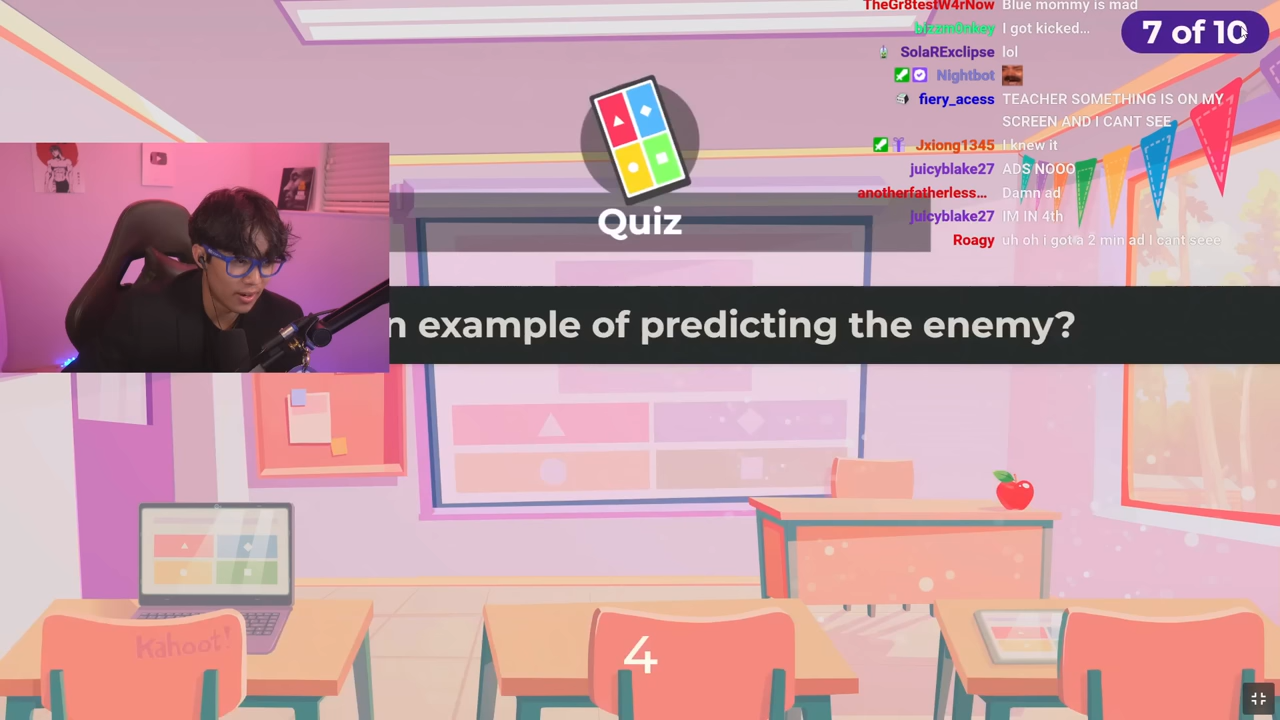 TheGr8testW4rNow Blue mommy is mad
bizzm0nkey I got kicked...
7 of 10
SolaRExclipse lol
Nightbot
fiery_acess TEACHER SOMETHING IS ON MY
SCREEN AND I CANT SEE
Jxiong1345 I knew it
juicyblake27 ADS NOOO
anotherfatherless... Damn ad
juicyblake27 IM IN 4th
Roagy uh oh i got a 2 min ad I cant seee
Quiz
n example of predicting the enemy?
Kahoot!
4